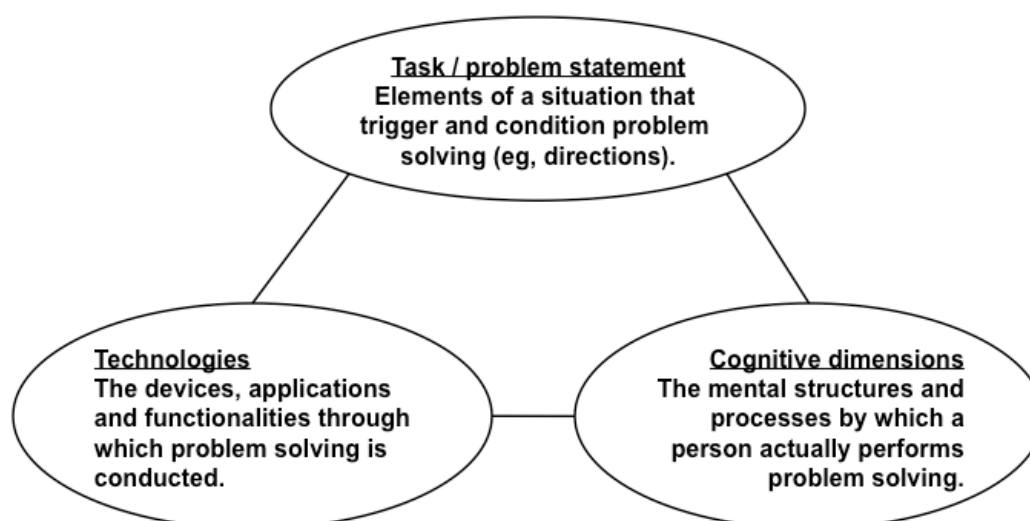 Task / problem statement
Elements of a situation that
trigger and condition problem
solving (eg, directions).
Technologies
The devices, applications
and functionalities through
which problem solving is
conducted.
Cognitive dimensions
The mental structures and
processes by which a
person actually performs
problem solving.